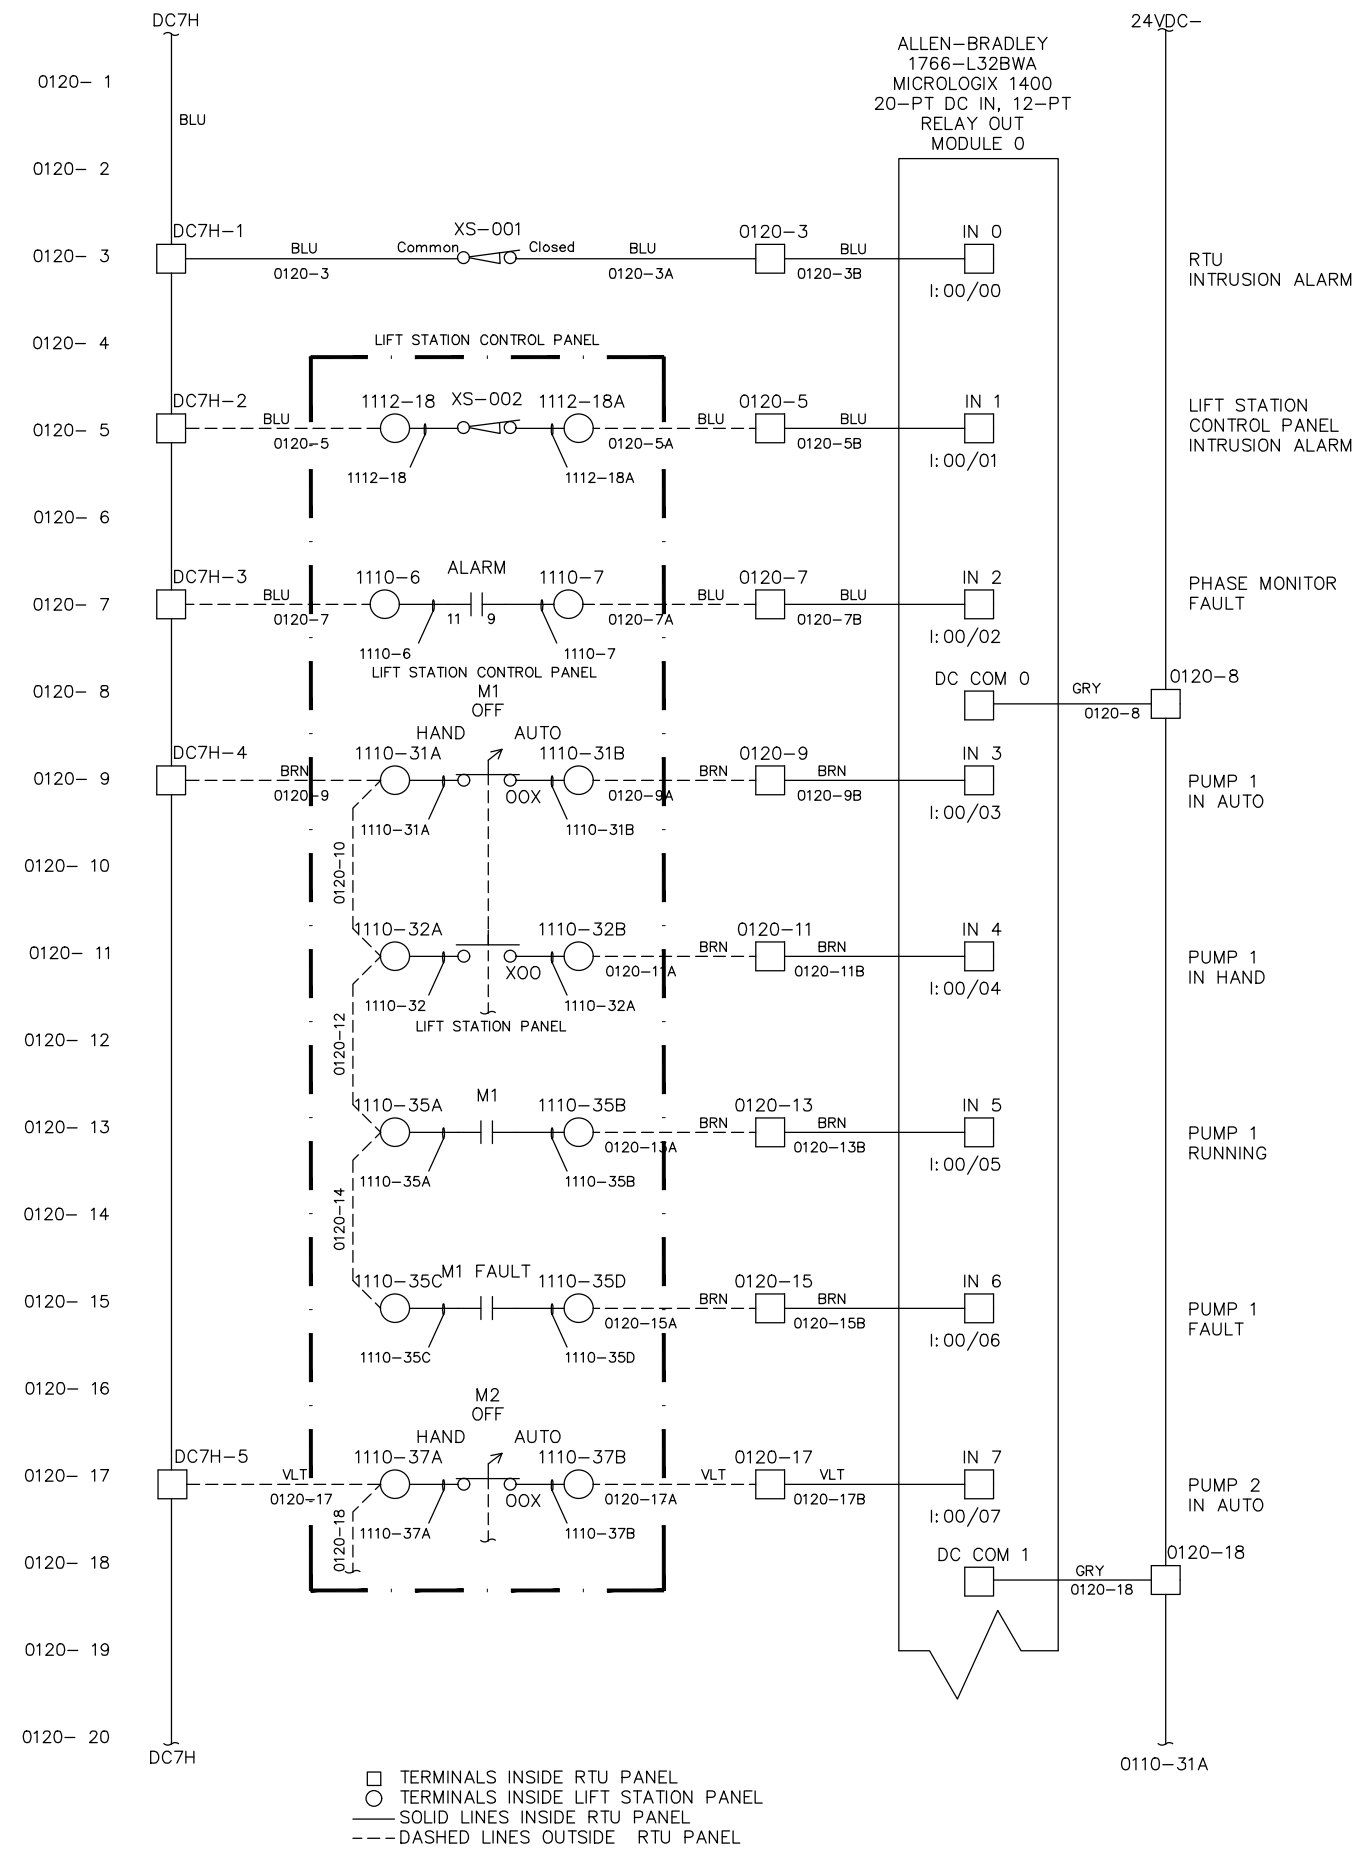 DC7H
24VDC-
ALLEN-BRADLEY
1766-L32BWA
MICROLOGIX 1400
20-PT DC IN, 12-PT
RELAY OUT
MODULE 0
0120- 1
BLU
0120- 2
0120- 3
DC7H-1
BLU
0120-3
Common
XS-001
Closed
BLU
0120-3A
0120-3
BLU
0120-3B
IN 0
I:00/00
RTU
INTRUSION ALARM
0120- 4
LIFT STATION CONTROL PANEL
0120- 5
DC7H-2
BLU
0120-5
1112-18
XS-002
1112-18A
1112-18
1112-18A
BLU
0120-5A
0120-5
BLU
0120-5B
IN 1
I:00/01
LIFT STATION
CONTROL PANEL
INTRUSION ALARM
0120- 6
0120- 7
DC7H-3
BLU
0120-7
1110-6
ALARM
1110-7
11
9
1110-6
1110-7
BLU
0120-7A
0120-7
BLU
0120-7B
IN 2
I:00/02
PHASE MONITOR
FAULT
LIFT STATION CONTROL PANEL
0120- 8
M1
OFF
HAND
AUTO
DC COM 0
GRY
0120-8
0120-8
0120- 9
DC7H-4
BRN
0120-9
1110-31A
1110-31B
OOX
1110-31A
1110-31B
BRN
0120-9A
0120-9
BRN
0120-9B
IN 3
I:00/03
PUMP 1
IN AUTO
0120- 10
0120-10
0120- 11
1110-32A
1110-32B
XOO
1110-32
1110-32A
BRN
0120-11A
0120-11
BRN
0120-11B
IN 4
I:00/04
PUMP 1
IN HAND
LIFT STATION PANEL
0120- 12
0120-12
0120- 13
1110-35A
M1
1110-35B
1110-35A
1110-35B
BRN
0120-13A
0120-13
BRN
0120-13B
IN 5
I:00/05
PUMP 1
RUNNING
0120- 14
0120-14
0120- 15
1110-35C
M1 FAULT
1110-35D
1110-35C
1110-35D
BRN
0120-15A
0120-15
BRN
0120-15B
IN 6
I:00/06
PUMP 1
FAULT
0120- 16
M2
OFF
HAND
AUTO
0120- 17
DC7H-5
VLT
0120-17
1110-37A
1110-37B
OOX
1110-37A
1110-37B
VLT
0120-17A
0120-17
VLT
0120-17B
IN 7
I:00/07
PUMP 2
IN AUTO
0120- 18
0120-18
DC COM 1
GRY
0120-18
0120-18
0120- 19
0120- 20
DC7H
0110-31A
TERMINALS INSIDE RTU PANEL
TERMINALS INSIDE LIFT STATION PANEL
SOLID LINES INSIDE RTU PANEL
DASHED LINES OUTSIDE RTU PANEL